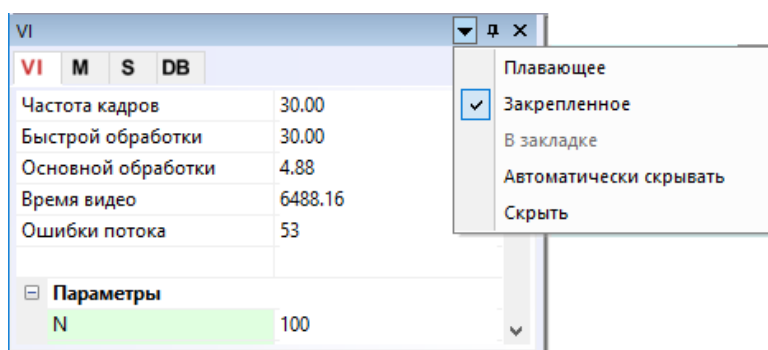 VI
VI M S DB
Частота кадров 30.00
Быстрой обработки 30.00
Основной обработки 4.88
Время видео 6488.16
Ошибки потока 53
Параметры
N 100
Плавающее
Закрепленное
В закладке
Автоматически скрывать
Скрыть